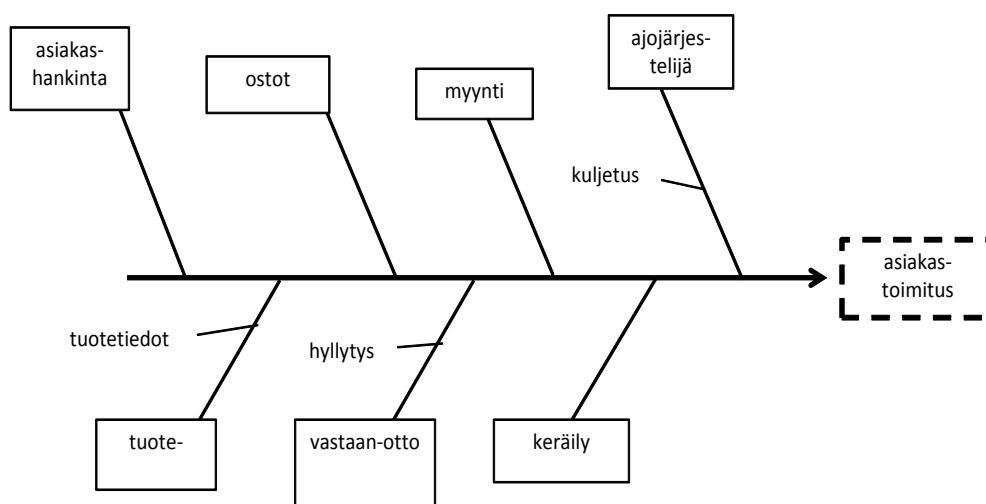 asiakas-
hankinta
ostot
myynti
ajojärjes-
telijä
kuljetus
asiakas-
toimitus
tuotetiedot
hyllytys
tuote-
vastaan-otto
keräily